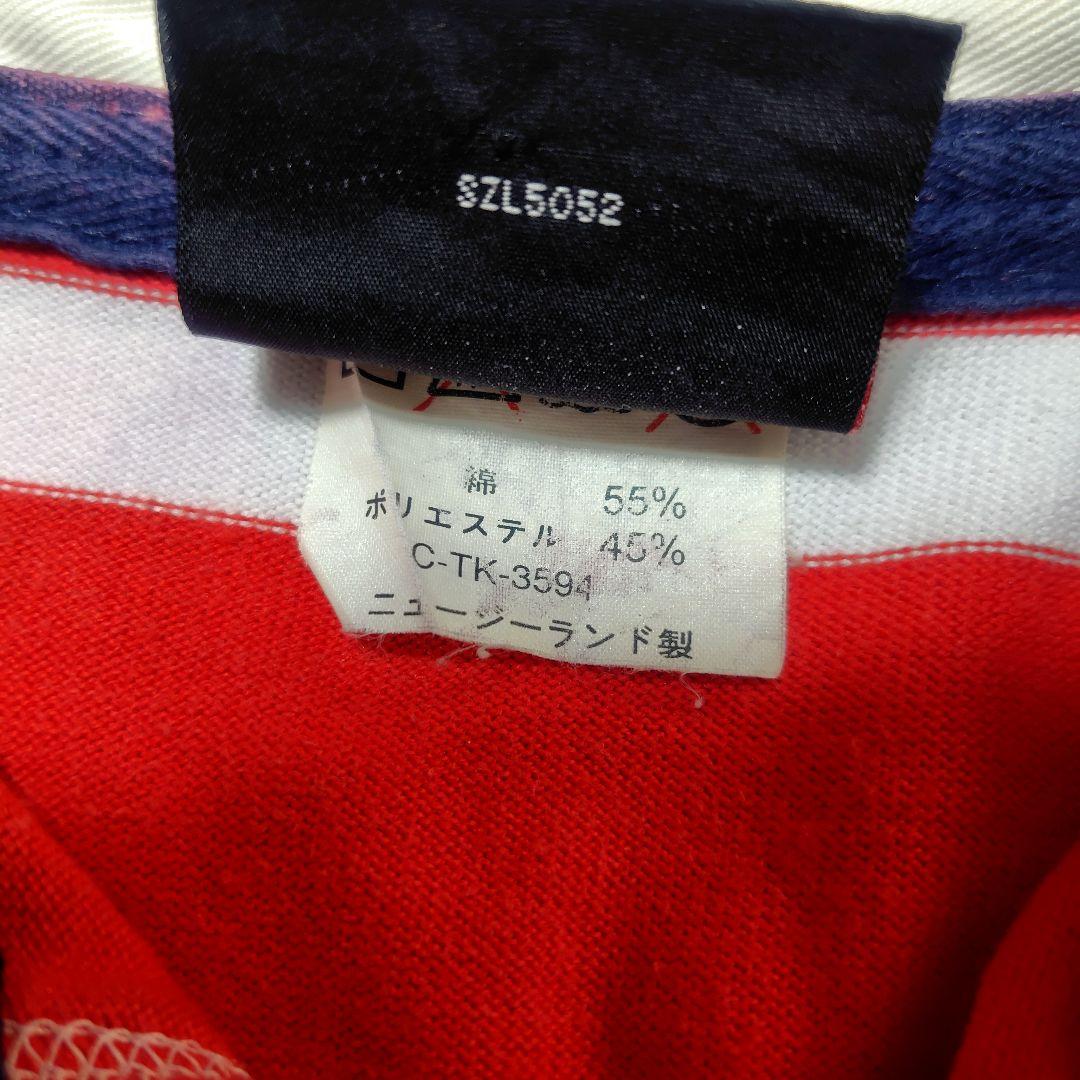 SZL5052
綿 55%
ポリエステル 45%
C-TK-3594
ニュージーランド製